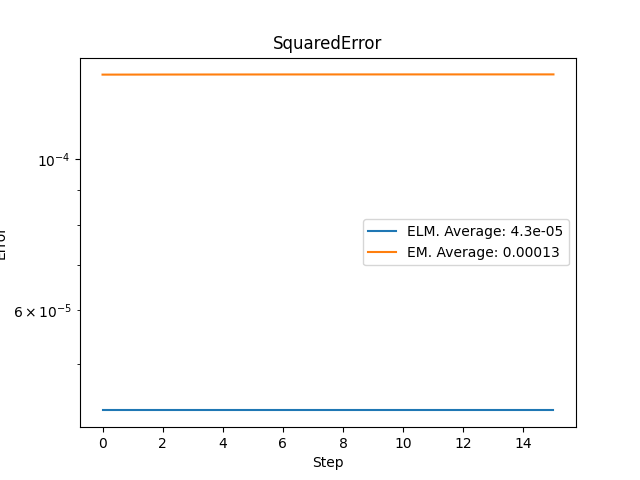 SquaredError
10⁻⁴
6 × 10⁻⁵
Error
ELM. Average: 4.3e-05
EM. Average: 0.00013
0 2 4 6 8 10 12 14
Step